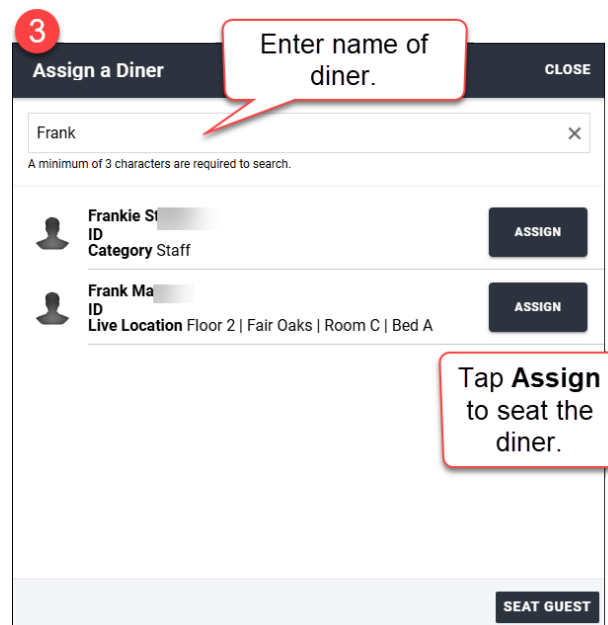 3
Enter name of
diner.
Assign a Diner
CLOSE
Frank
A minimum of 3 characters are required to search.
Frankie
ID
Category Staff
ASSIGN
Frank
ID
Live Location Floor 2 | Fair Oaks | Room C | Bed A
ASSIGN
Tap Assign
to seat the
diner.
SEAT GUEST